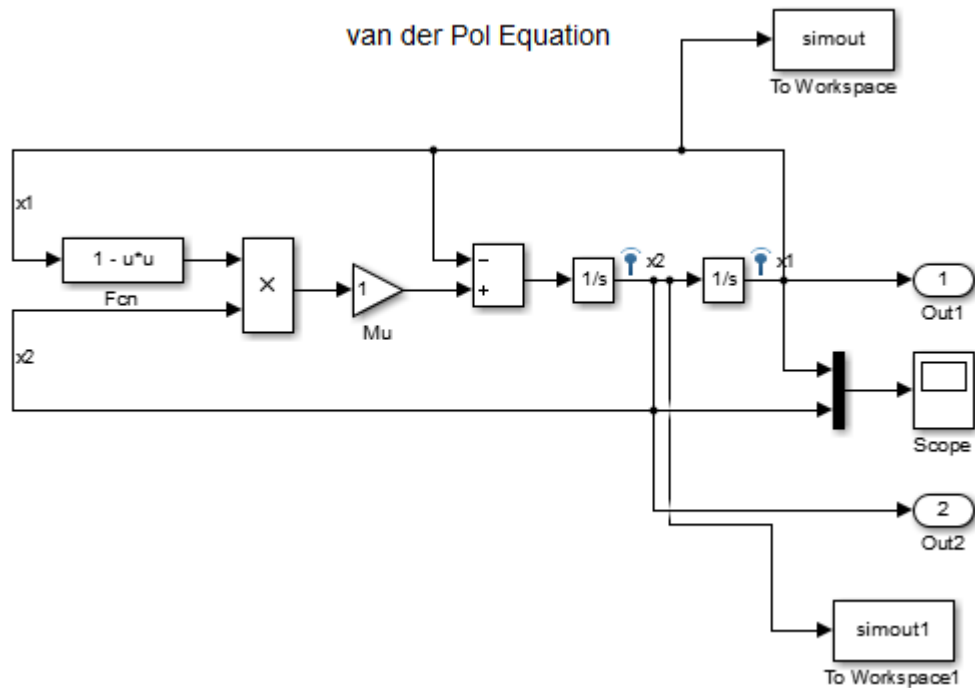 van der Pol Equation
simout
To Workspace
x1
1 - u*u
Fcn
×
1
Mu
−
+
1/s
x2
1/s
x1
1
Out1
x2
Scope
2
Out2
simout1
To Workspace1